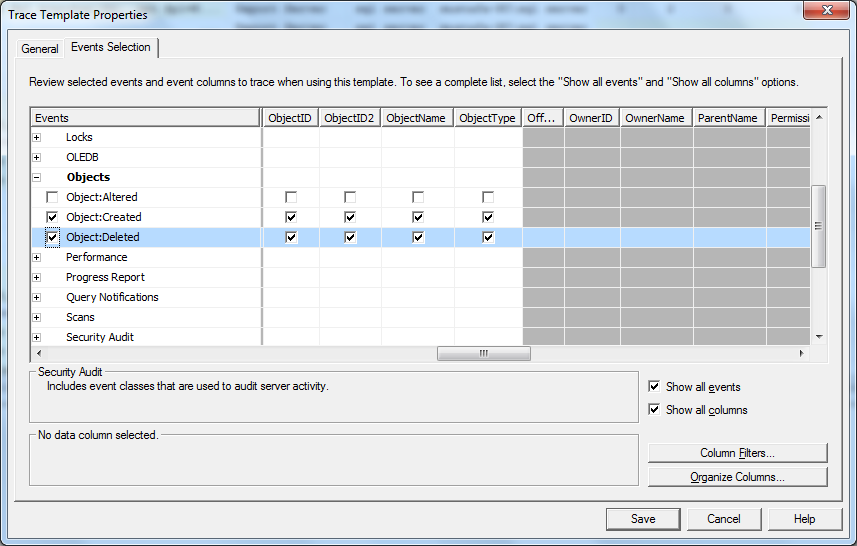 Trace Template Properties
General
Events Selection
Review selected events and event columns to trace when using this template. To see a complete list, select the "Show all events" and "Show all columns" options.
Events ObjectID ObjectID2 ObjectName ObjectType Off... OwnerID OwnerName ParentName Permissi
Locks
OLEDB
Objects
Object:Altered
Object:Created
Object:Deleted
Performance
Progress Report
Query Notifications
Scans
Security Audit
Security Audit
Includes event classes that are used to audit server activity.
Show all events
Show all columns
No data column selected.
Column Filters...
Organize Columns...
Save Cancel Help